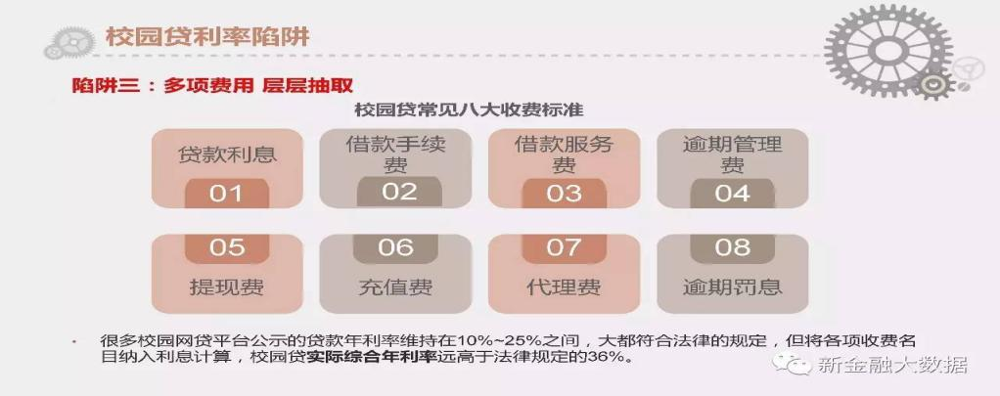 校园贷利率陷阱
陷阱三：多项费用 层层抽取
校园贷常见八大收费标准
贷款利息
01
借款手续
费
02
借款服务
费
03
逾期管理
费
04
05
提现费
06
充值费
07
代理费
08
逾期罚息
· 很多校园网贷平台公示的贷款年利率维持在10%~25%之间，大都符合法律的规定，但将各项收费名
目纳入利息计算，校园贷实际综合年利率远高于法律规定的36%。
新金融大数据